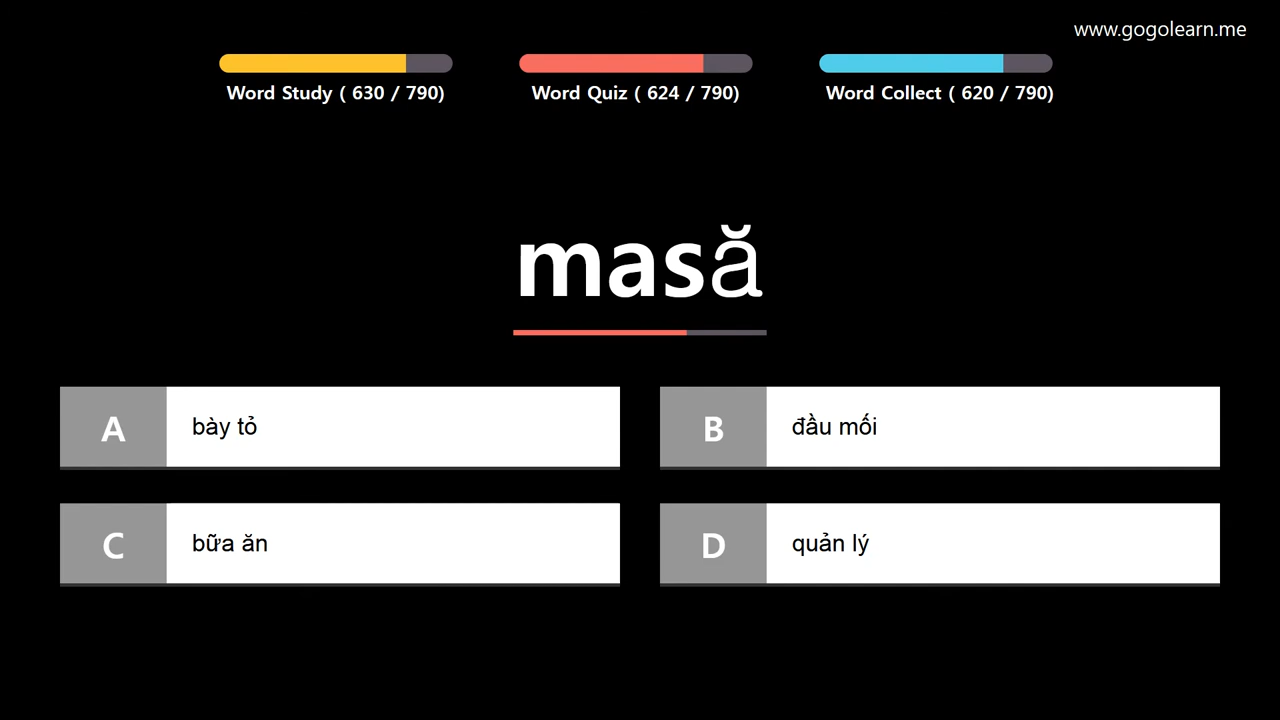 www.gogolearn.me
Word Study ( 630 / 790)
Word Quiz ( 624 / 790)
Word Collect ( 620 / 790)
masă
A bày tỏ
B đầu mối
C bữa ăn
D quản lý